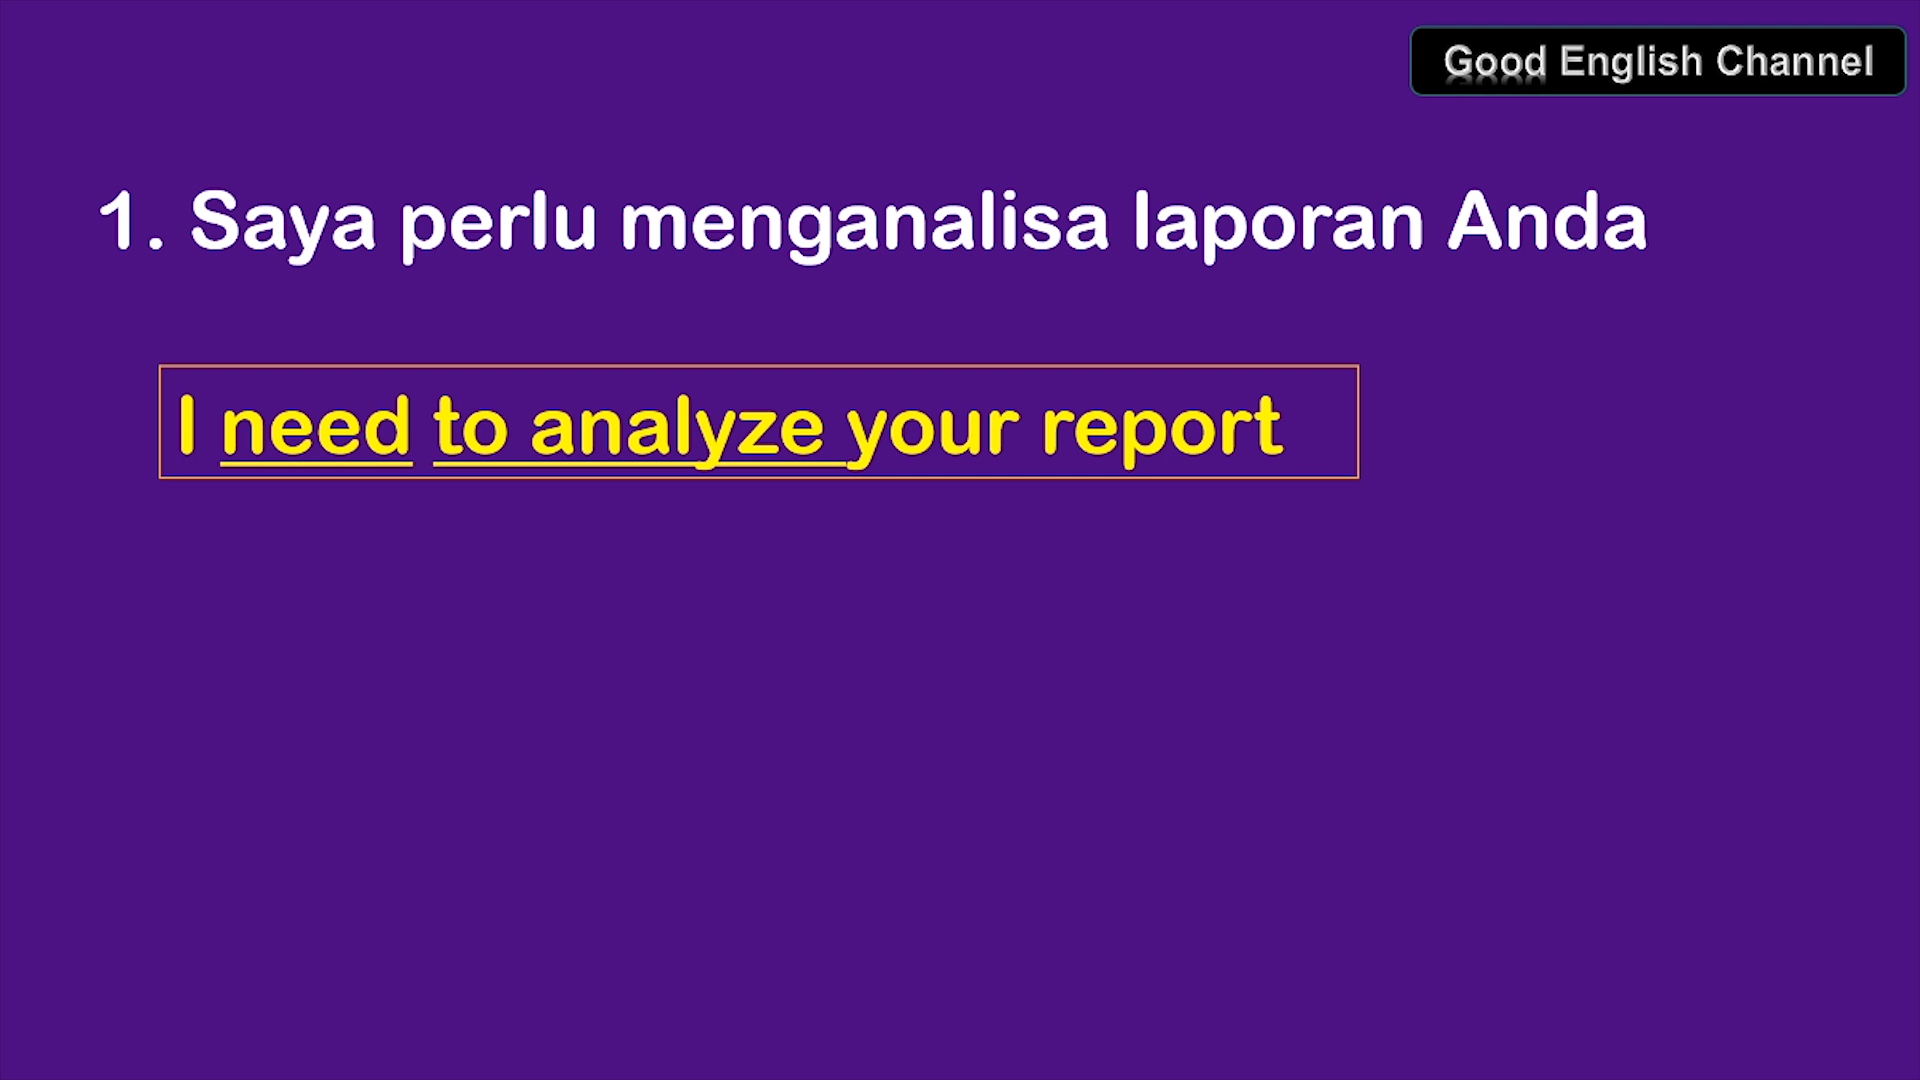 Good English Channel
1. Saya perlu menganalisa laporan Anda
I need to analyze your report